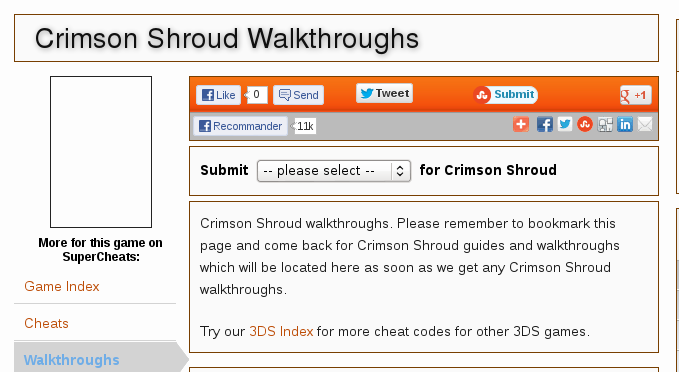 Crimson Shroud Walkthroughs
Like 0 Send Tweet Submit +1
Recommander 11k
Submit -- please select -- for Crimson Shroud
Crimson Shroud walkthroughs. Please remember to bookmark this
page and come back for Crimson Shroud guides and walkthroughs
which will be located here as soon as we get any Crimson Shroud
walkthroughs.
Try our 3DS Index for more cheat codes for other 3DS games.
More for this game on
SuperCheats:
Game Index
Cheats
Walkthroughs